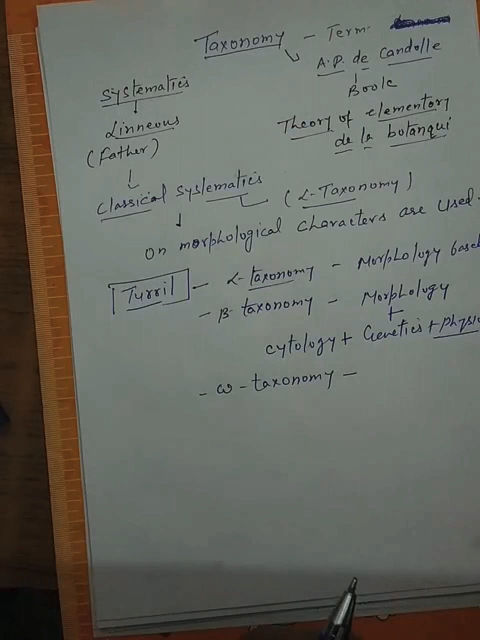 Taxonomy - Term
A.P. de Candolle
Book
Theory of elementory
de la botanqui
Systematics
Linneous
(Father)
Classical Systematics (α-Taxonomy)
on morphological characters are used.
Turril - α-taxonomy - Morphology based
- β-taxonomy - Morphology
+
cytology + Genetics + Physio
- ω-taxonomy -